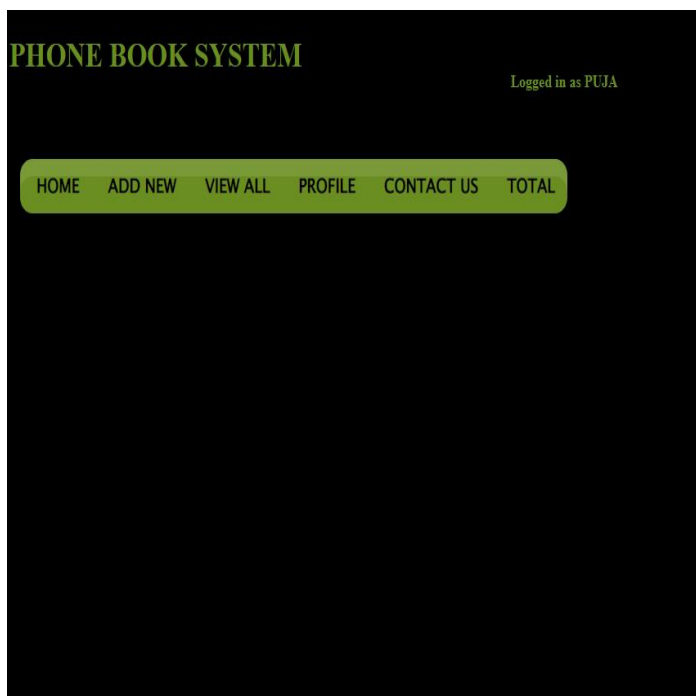 PHONE BOOK SYSTEM
Logged in as PUJA
HOME ADD NEW VIEW ALL PROFILE CONTACT US TOTAL